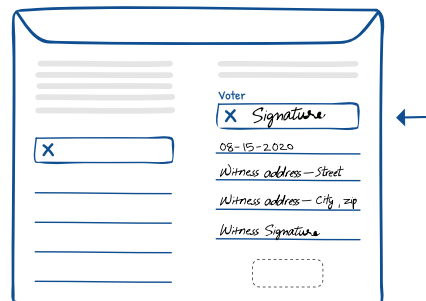 Voter
X Signature
X
08-15-2020
Witness address—Street
Witness address—City, zip
Witness Signature